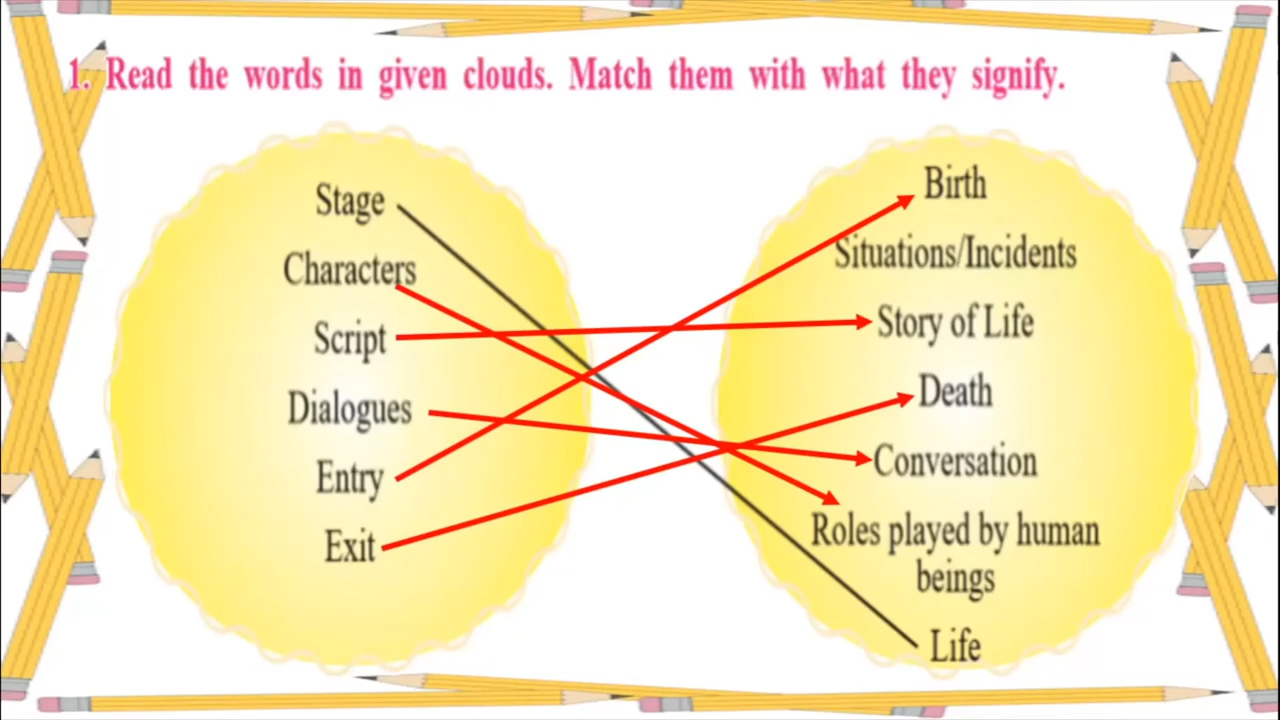 1. Read the words in given clouds. Match them with what they signify.
Stage
Characters
Script
Dialogues
Entry
Exit
Birth
Situations/Incidents
Story of Life
Death
Conversation
Roles played by human
beings
Life